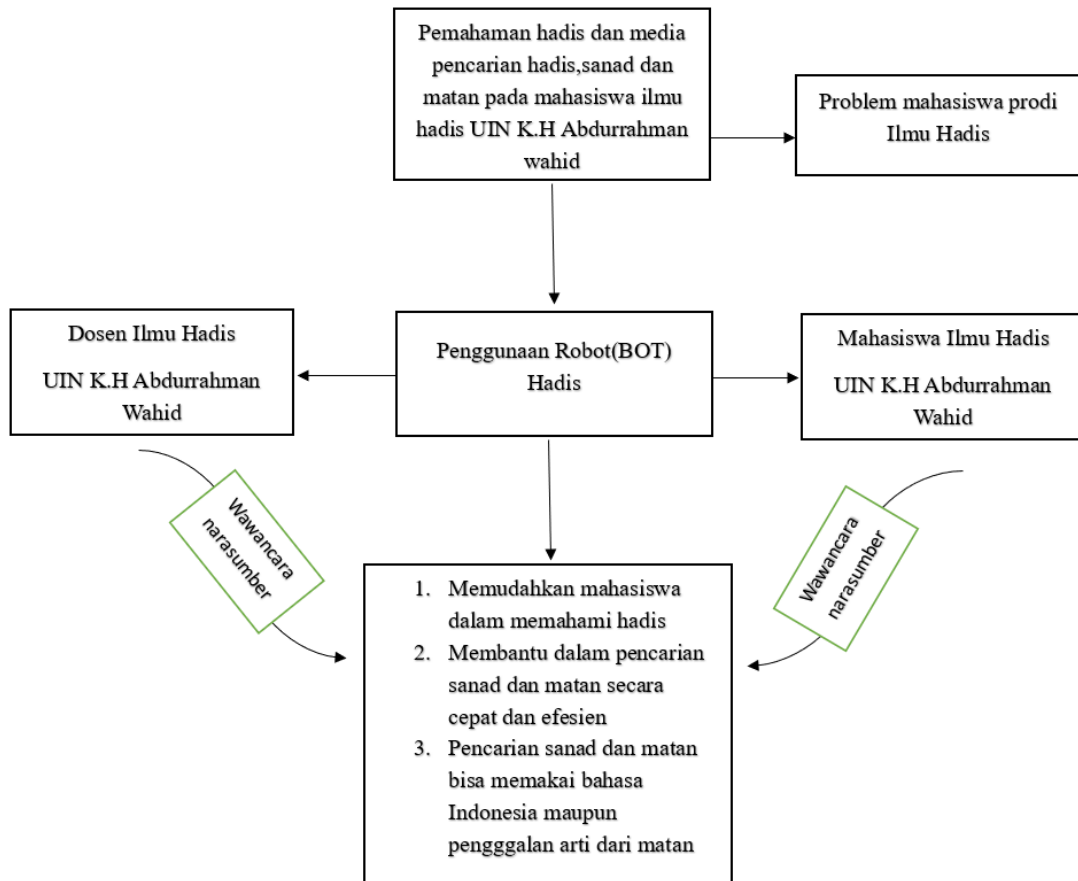 Pemahaman hadis dan media
pencarian hadis,sanad dan
matan pada mahasiswa ilmu
hadis UIN K.H Abdurrahman
wahid
Problem mahasiswa prodi
Ilmu Hadis
Dosen Ilmu Hadis
UIN K.H Abdurrahman
Wahid
Penggunaan Robot(BOT)
Hadis
Mahasiswa Ilmu Hadis
UIN K.H Abdurrahman
Wahid
Wawancara
narasumber
Wawancara
narasumber
1. Memudahkan mahasiswa
dalam memahami hadis
2. Membantu dalam pencarian
sanad dan matan secara
cepat dan efesien
3. Pencarian sanad dan matan
bisa memakai bahasa
Indonesia maupun
pengggalan arti dari matan